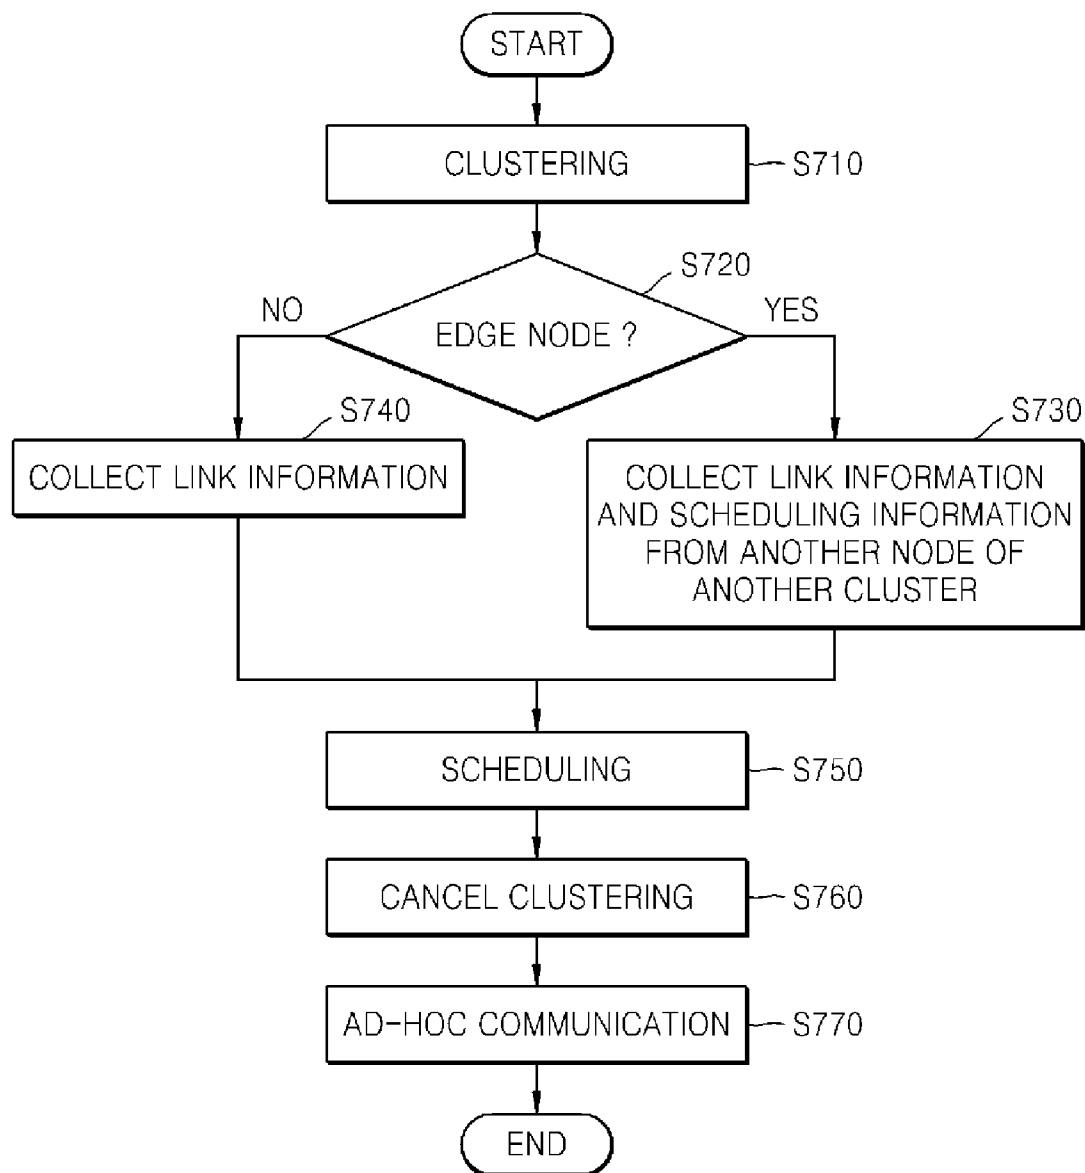 START
CLUSTERING
S710
S720
NO
YES
EDGE NODE ?
S740
S730
COLLECT LINK INFORMATION
COLLECT LINK INFORMATION
AND SCHEDULING INFORMATION
FROM ANOTHER NODE OF
ANOTHER CLUSTER
SCHEDULING
S750
CANCEL CLUSTERING
S760
AD-HOC COMMUNICATION
S770
END